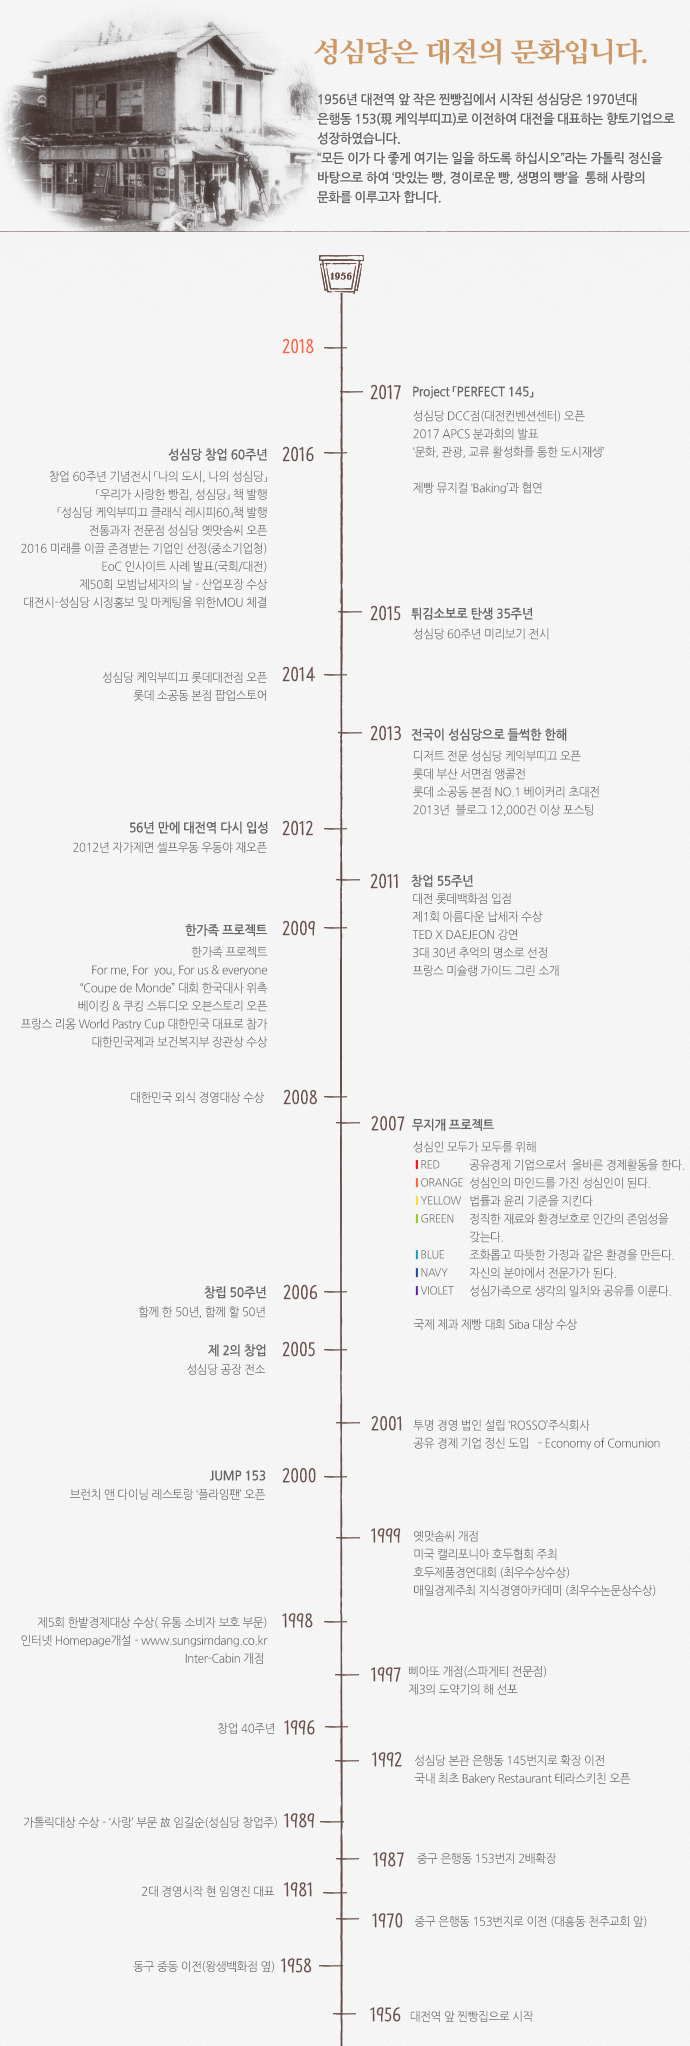 성심당은 대전의 문화입니다.
1956년 대전역 앞 작은 찐빵집에서 시작된 성심당은 1970년대
은행동 153(現 케익부띠끄)로 이전하여 대전을 대표하는 향토기업으로
성장하였습니다.
“모든 이가 다 좋게 여기는 일을 하도록 하십시오”라는 가톨릭 정신을
바탕으로 하여 ‘맛있는 빵, 경이로운 빵, 생명의 빵’을 통해 사랑의
문화를 이루고자 합니다.
1956
2018
2017 Project「PERFECT 145」
성심당 DCC점(대전컨벤션센터) 오픈
2017 APCS 분과회의 발표
‘문화, 관광, 교류 활성화를 통한 도시재생’
제빵 뮤지컬 ‘Baking’과 협연
성심당 창업 60주년 2016
창업 60주년 기념전시「나의 도시, 나의 성심당」
「우리가 사랑한 빵집, 성심당」 책 발행
「성심당 케익부띠끄 클래식 레시피60」책 발행
전통과자 전문점 성심당 옛맛솜씨 오픈
2016 미래를 이끌 존경받는 기업인 선정(중소기업청)
EoC 인사이트 사례 발표(국회/대전)
제50회 모범납세자의 날 - 산업포장 수상
대전시-성심당 시정홍보 및 마케팅을 위한MOU 체결
2015 튀김소보로 탄생 35주년
성심당 60주년 미리보기 전시
성심당 케익부띠끄 롯데대전점 오픈 2014
롯데 소공동 본점 팝업스토어
2013 전국이 성심당으로 들썩한 한해
디저트 전문 성심당 케익부띠끄 오픈
롯데 부산 서면점 앵콜전
롯데 소공동 본점 NO.1 베이커리 초대전
2013년 블로그 12,000건 이상 포스팅
56년 만에 대전역 다시 입성 2012
2012년 자가제면 셀프우동 우동야 재오픈
2011 창업 55주년
대전 롯데백화점 입점
제1회 아름다운 납세자 수상
TED X DAEJEON 강연
3대 30년 추억의 명소로 선정
프랑스 미슐랭 가이드 그린 소개
한가족 프로젝트 2009
한가족 프로젝트
For me, For you, For us & everyone
“Coupe de Monde” 대회 한국대사 위촉
베이킹 & 쿠킹 스튜디오 오븐스토리 오픈
프랑스 리옹 World Pastry Cup 대한민국 대표로 참가
대한민국제과 보건복지부 장관상 수상
대한민국 외식 경영대상 수상 2008
2007 무지개 프로젝트
성심인 모두가 모두를 위해
RED 공유경제 기업으로서 올바른 경제활동을 한다.
ORANGE 성심인의 마인드를 가진 성심인이 된다.
YELLOW 법률과 윤리 기준을 지킨다
GREEN 정직한 재료와 환경보호로 인간의 존엄성을
갖는다.
BLUE 조화롭고 따뜻한 가정과 같은 환경을 만든다.
NAVY 자신의 분야에서 전문가가 된다.
VIOLET 성심가족으로 생각의 일치와 공유를 이룬다.
국제 제과 제빵 대회 Siba 대상 수상
창립 50주년 2006
함께 한 50년, 함께 할 50년
제 2의 창업 2005
성심당 공장 전소
2001 투명 경영 법인 설립 ‘ROSSO’주식회사
공유 경제 기업 정신 도입 - Economy of Comunion
JUMP 153 2000
브런치 앤 다이닝 레스토랑 ‘플라잉팬’ 오픈
1999 옛맛솜씨 개점
미국 캘리포니아 호두협회 주최
호두제품경연대회 (최우수상수상)
매일경제주최 지식경영아카데미 (최우수논문상수상)
제5회 한밭경제대상 수상( 유통 소비자 보호 부문) 1998
인터넷 Homepage개설 - www.sungsimdang.co.kr
Inter-Cabin 개점
1997 삐아또 개점(스파게티 전문점)
제3의 도약기의 해 선포
창업 40주년 1996
1992 성심당 본관 은행동 145번지로 확장 이전
국내 최초 Bakery Restaurant 테라스키친 오픈
가톨릭대상 수상 - ‘사랑’ 부문 故 임길순(성심당 창업주) 1989
1987 중구 은행동 153번지 2배확장
2대 경영시작 현 임영진 대표 1981
1970 중구 은행동 153번지로 이전 (대흥동 천주교회 앞)
동구 중동 이전(왕생백화점 옆) 1958
1956 대전역 앞 찐빵집으로 시작